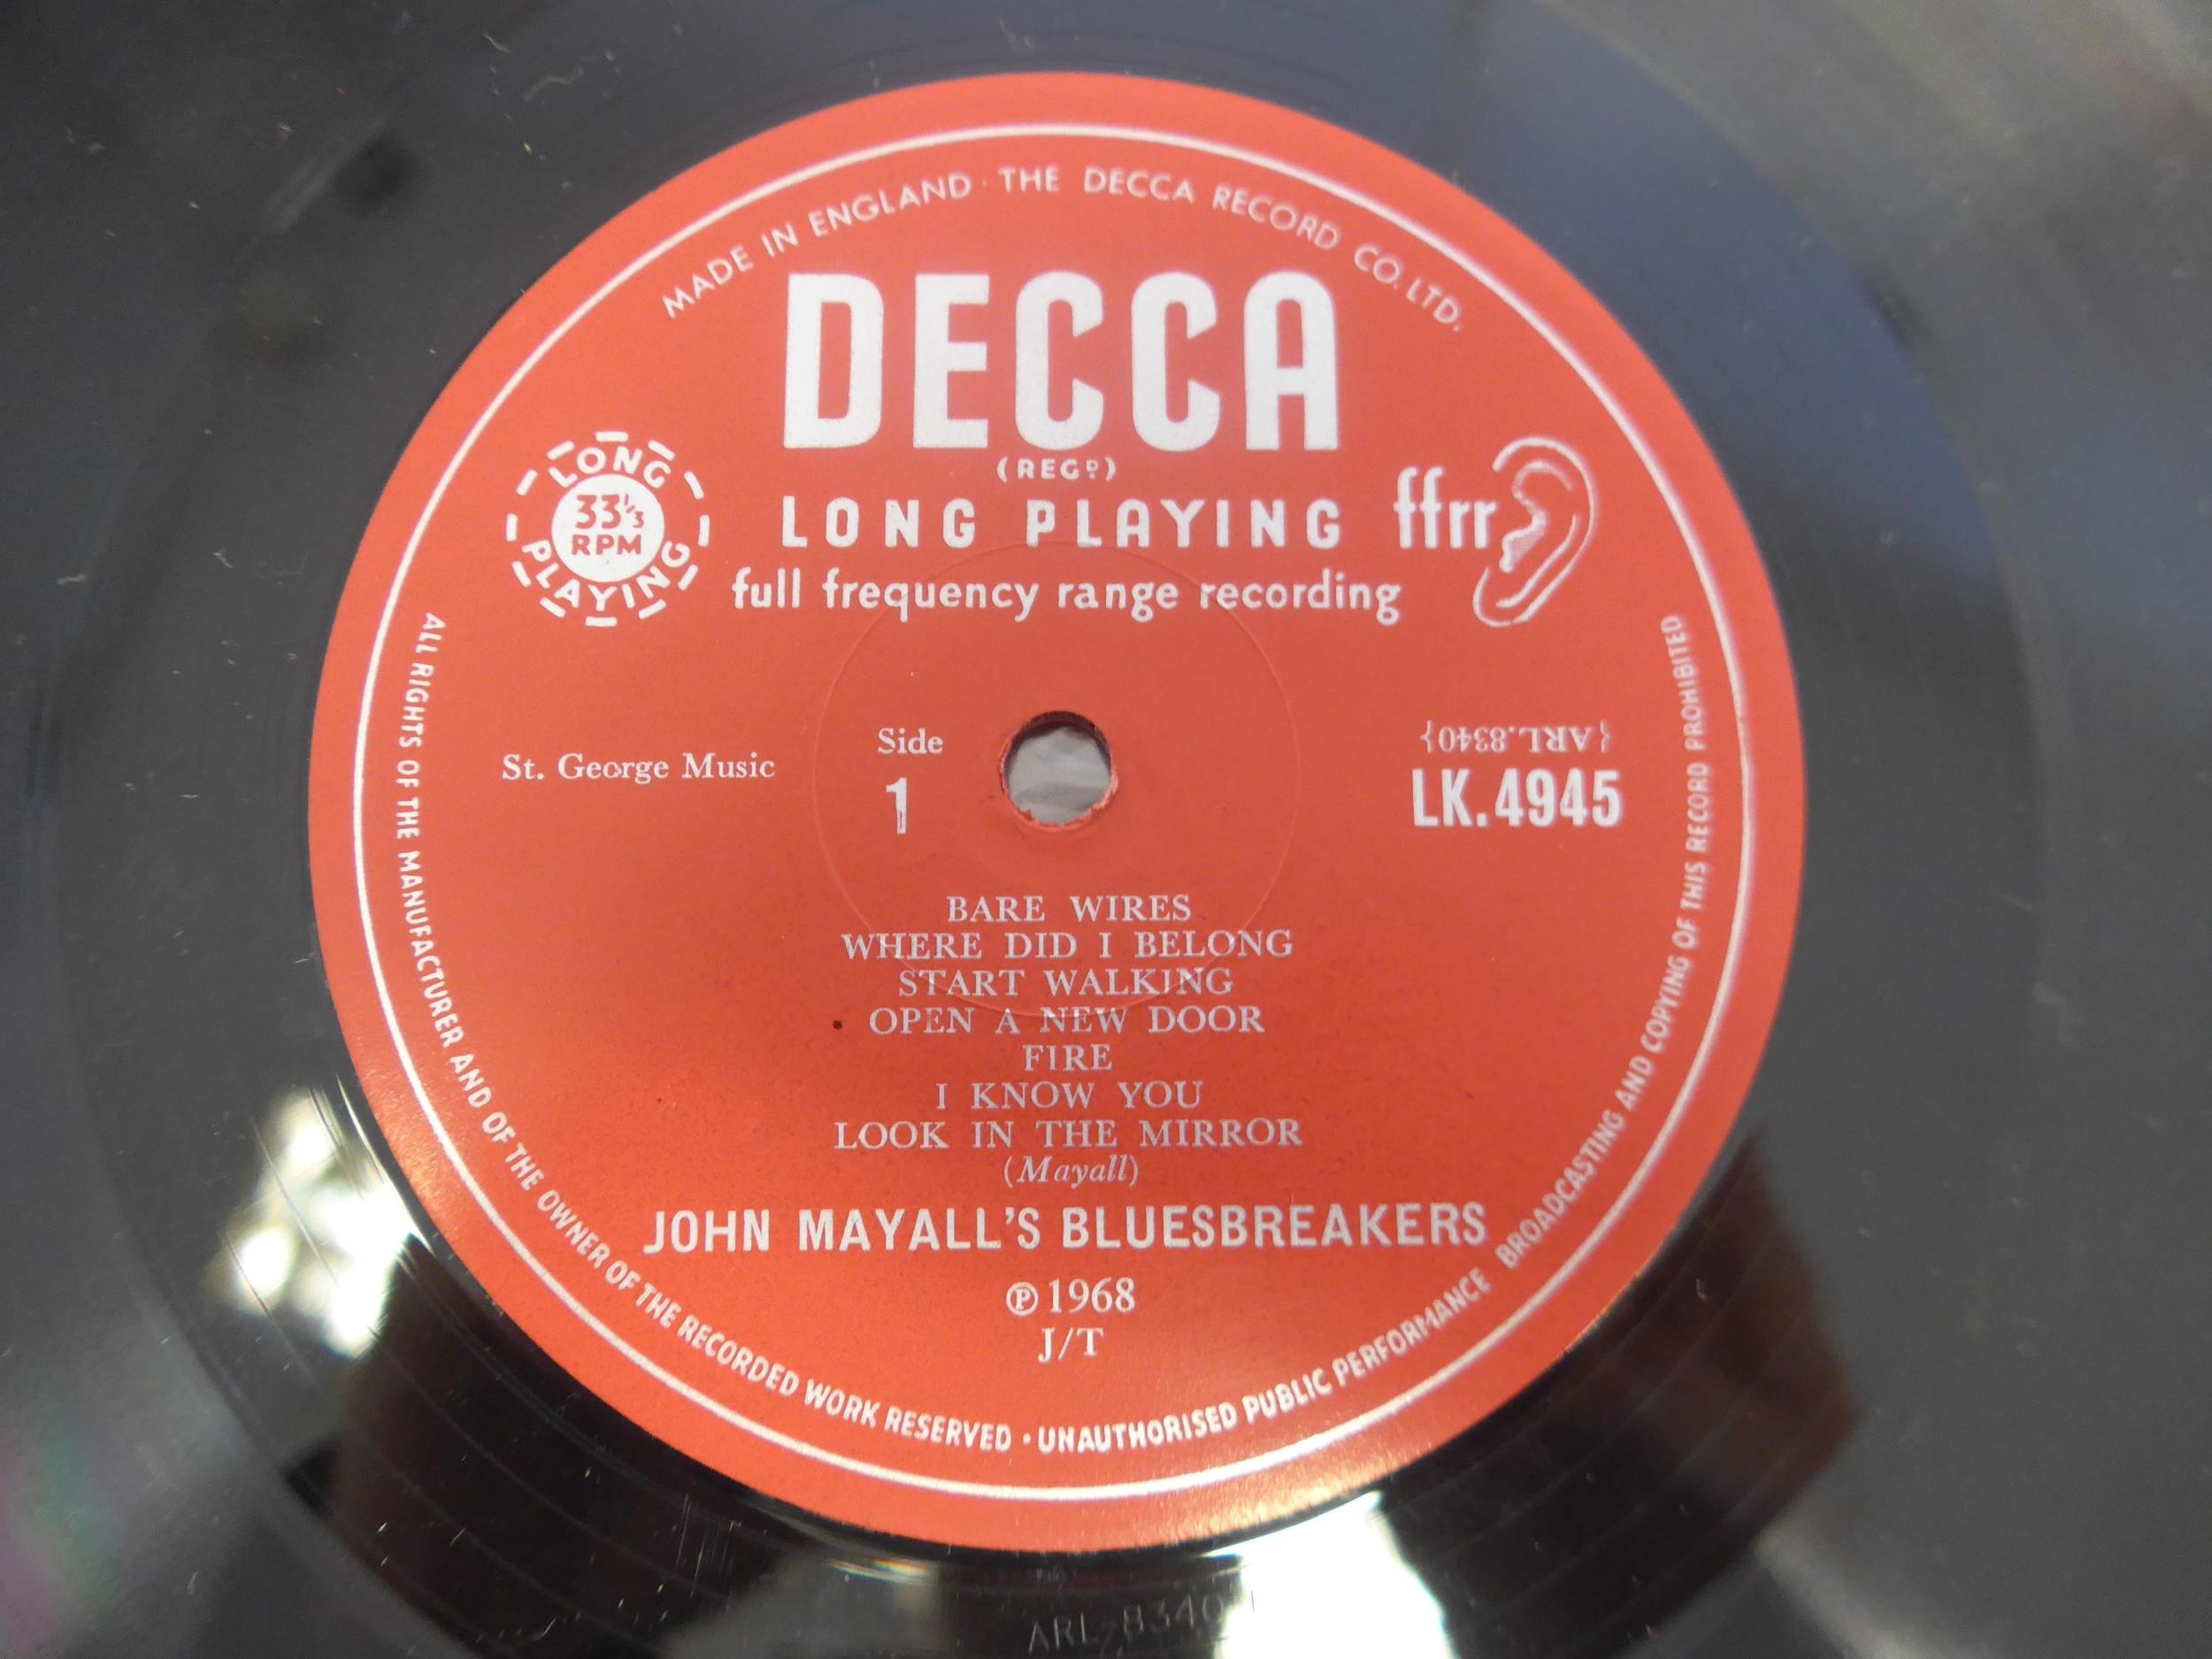 MADE IN ENGLAND · THE DECCA RECORD CO. LTD.
DECCA
(REGD)
LONG PLAYING
33⅓
RPM
LONG PLAYING
ffrr
full frequency range recording
St. George Music
Side
1
{ARL.8340}
LK.4945
BARE WIRES
WHERE DID I BELONG
START WALKING
OPEN A NEW DOOR
FIRE
I KNOW YOU
LOOK IN THE MIRROR
(Mayall)
JOHN MAYALL'S BLUESBREAKERS
℗ 1968
J/T
ALL RIGHTS OF THE MANUFACTURER AND OF THE OWNER OF THE RECORDED WORK RESERVED · UNAUTHORISED PUBLIC PERFORMANCE BROADCASTING AND COPYING OF THIS RECORD PROHIBITED
ARL-8340